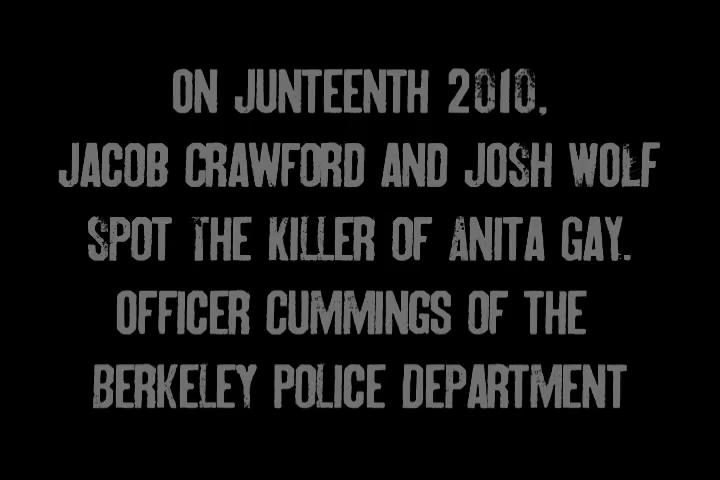 ON JUNTEENTH 2010,
JACOB CRAWFORD AND JOSH WOLF
SPOT THE KILLER OF ANITA GAY.
OFFICER CUMMINGS OF THE
BERKELEY POLICE DEPARTMENT